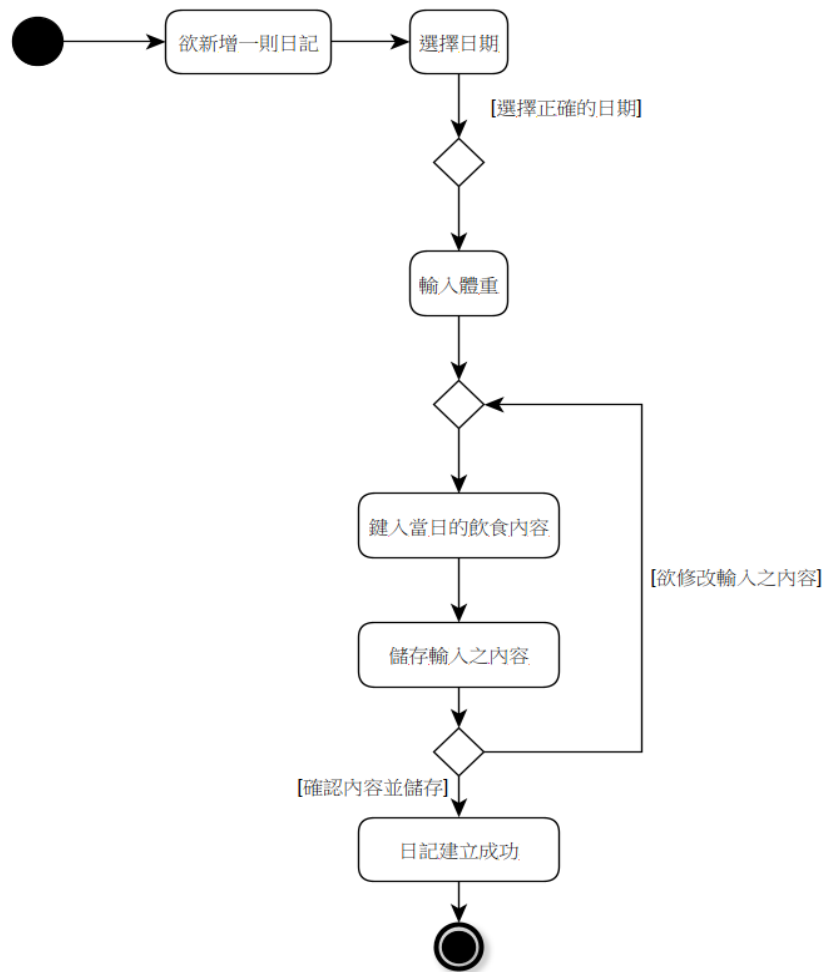 欲新增一則日記
選擇日期
[選擇正確的日期]
輸入體重
鍵入當日的飲食內容
[欲修改輸入之內容]
儲存輸入之內容
[確認內容並儲存]
日記建立成功